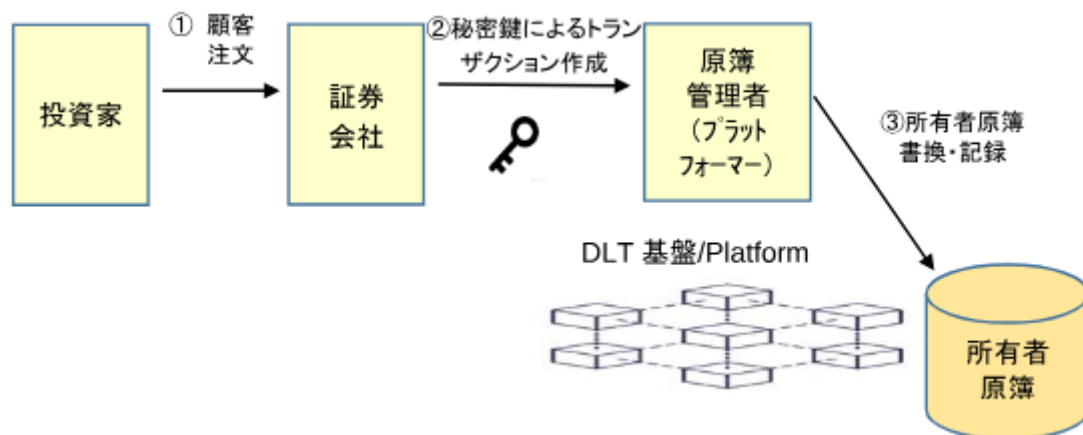 ① 顧客
注文
②秘密鍵によるトラン
ザクション作成
投資家
証券
会社
原簿
管理者
（プラット
フォーマー）
③所有者原簿
書換・記録
DLT 基盤/Platform
所有者
原簿